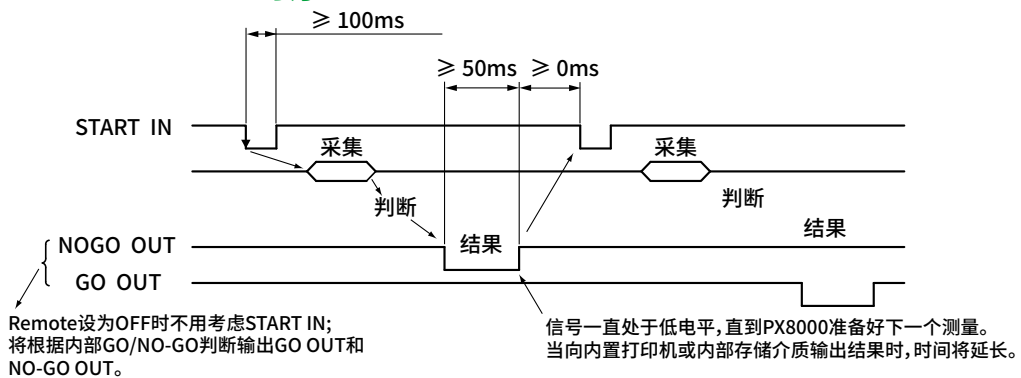 ≥ 100ms
≥ 50ms ≥ 0ms
START IN
采集 采集
判断 判断
结果
NOGO OUT 结果
GO OUT
Remote设为OFF时不用考虑START IN;
将根据内部GO/NO-GO判断输出GO OUT和
NO-GO OUT。
信号一直处于低电平,直到PX8000准备好下一个测量。
当向内置打印机或内部存储介质输出结果时,时间将延长。